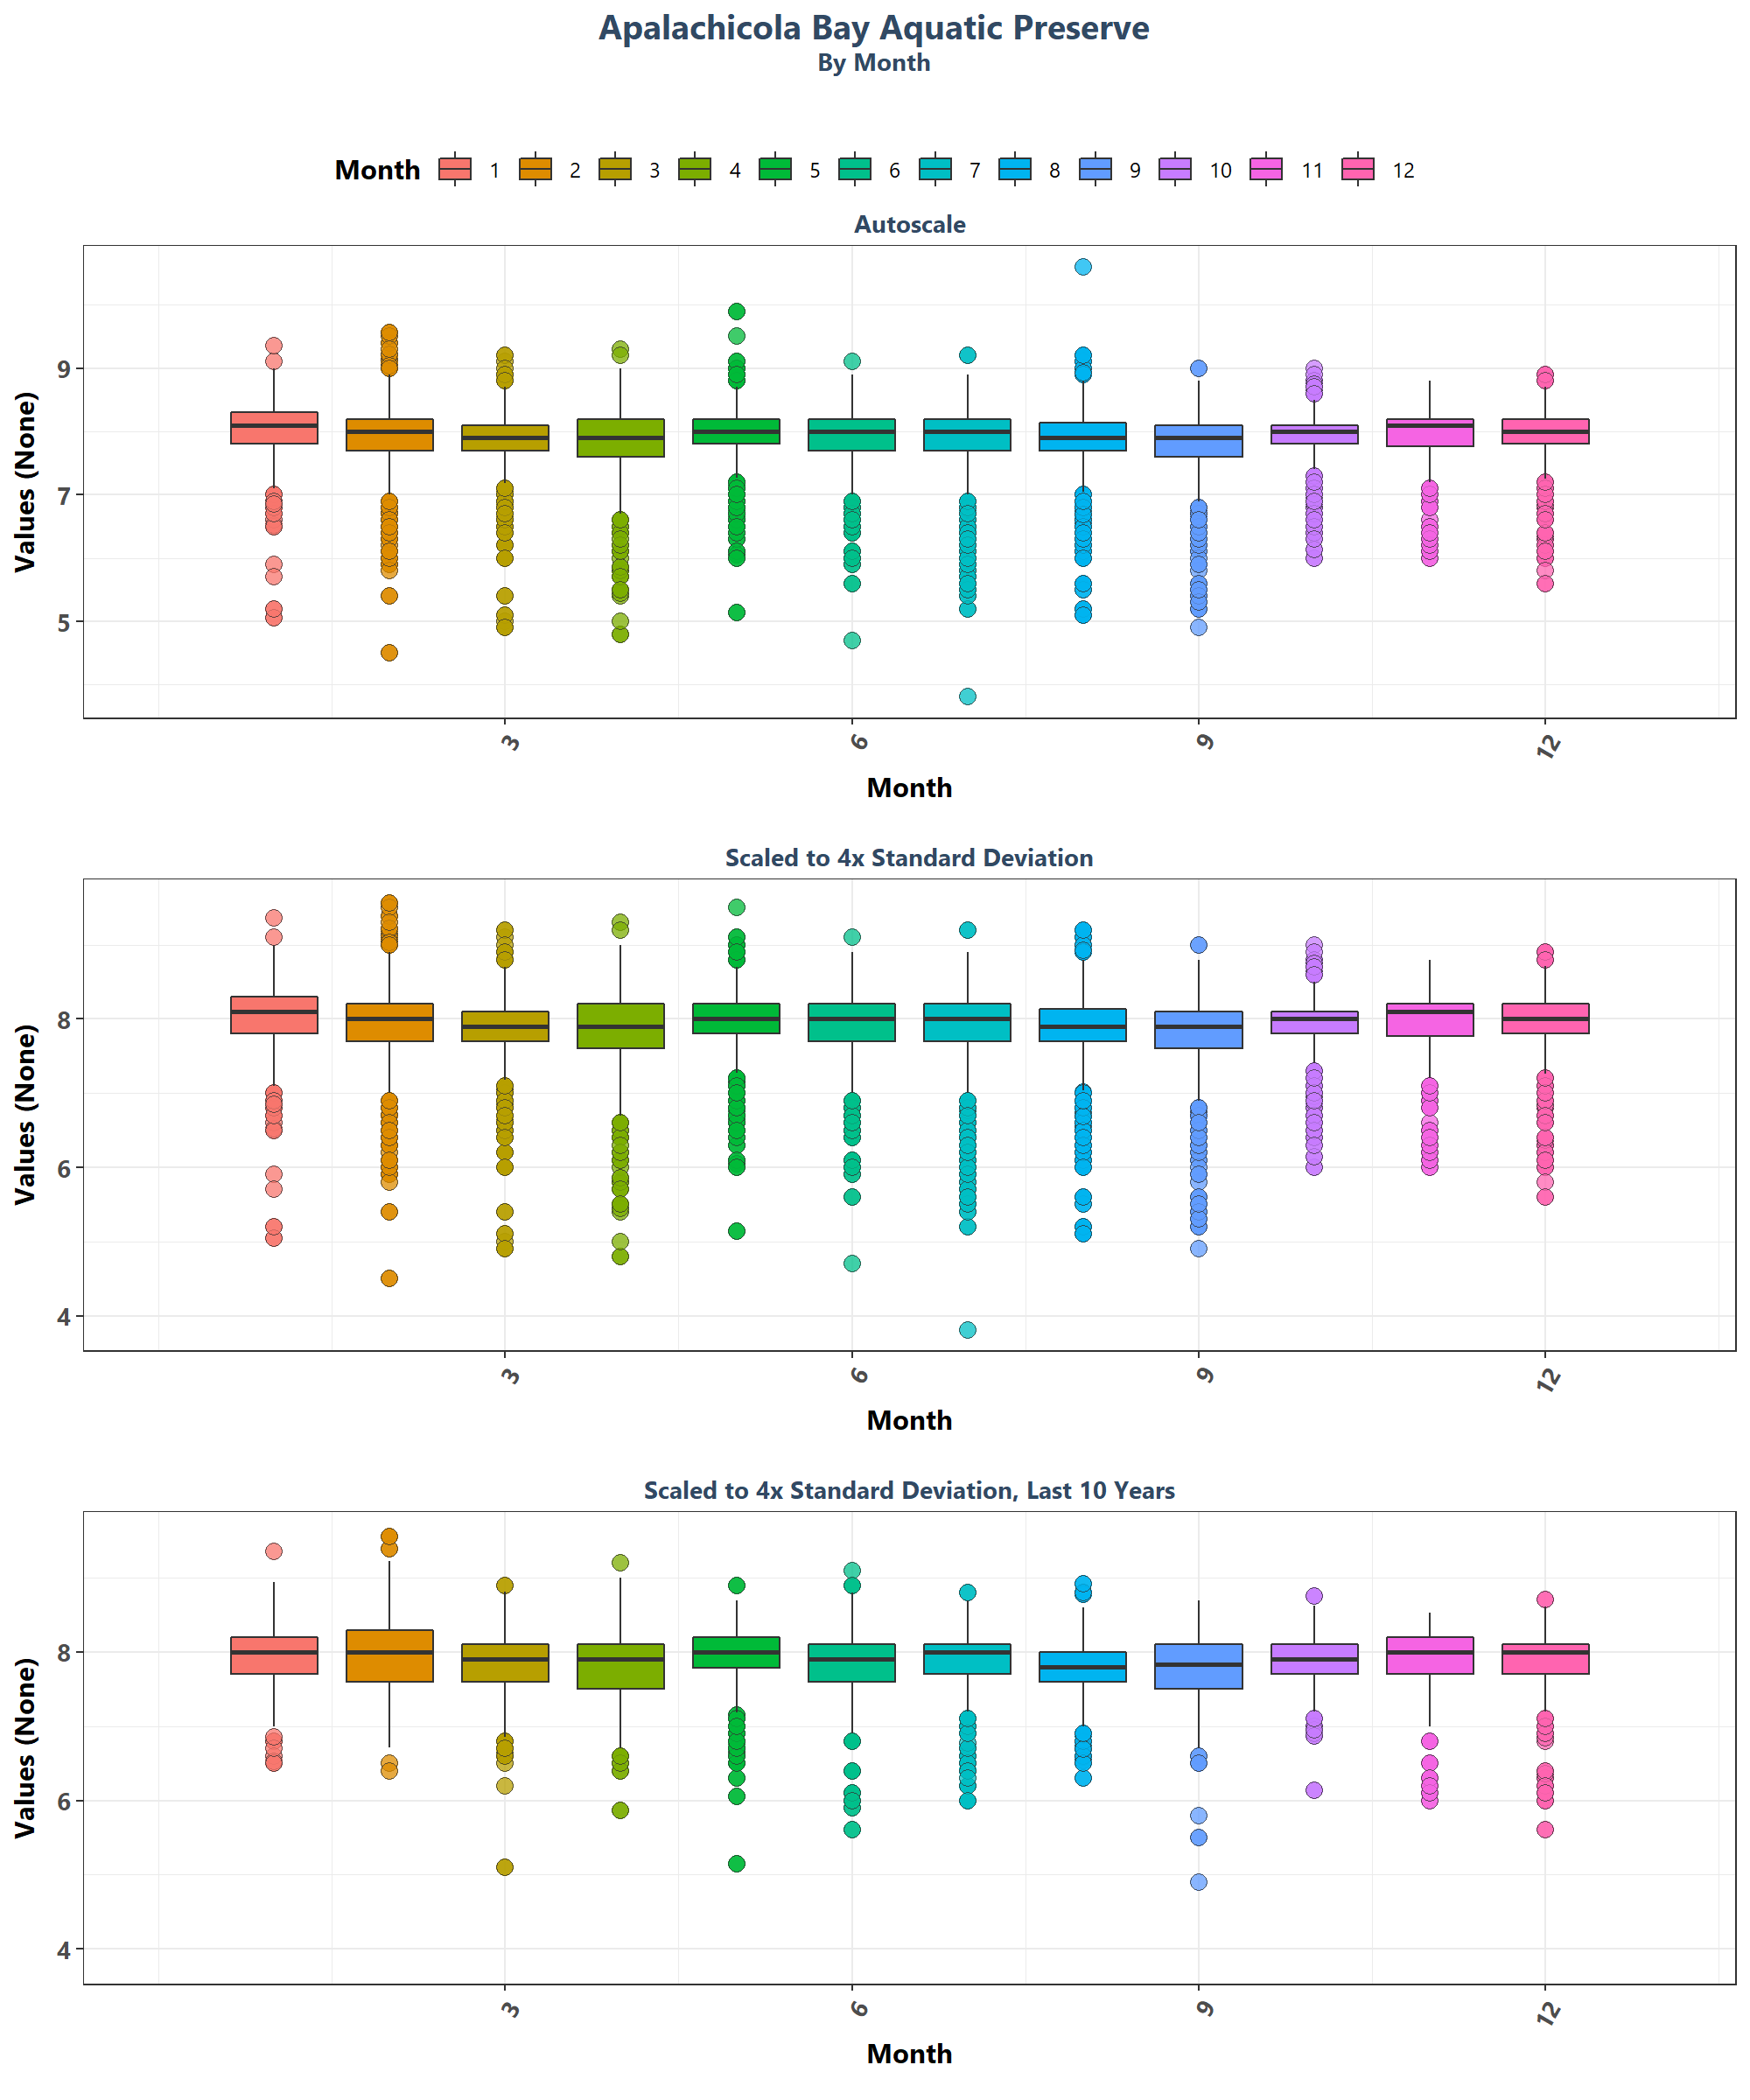 Apalachicola Bay Aquatic Preserve
By Month
Month 1 2 3 4 5 6 7 8 9 10 11 12
Autoscale
Values (None)
9
7
5
3 6 9 12
Month
Scaled to 4x Standard Deviation
Values (None)
8
6
4
3 6 9 12
Month
Scaled to 4x Standard Deviation, Last 10 Years
Values (None)
8
6
4
3 6 9 12
Month